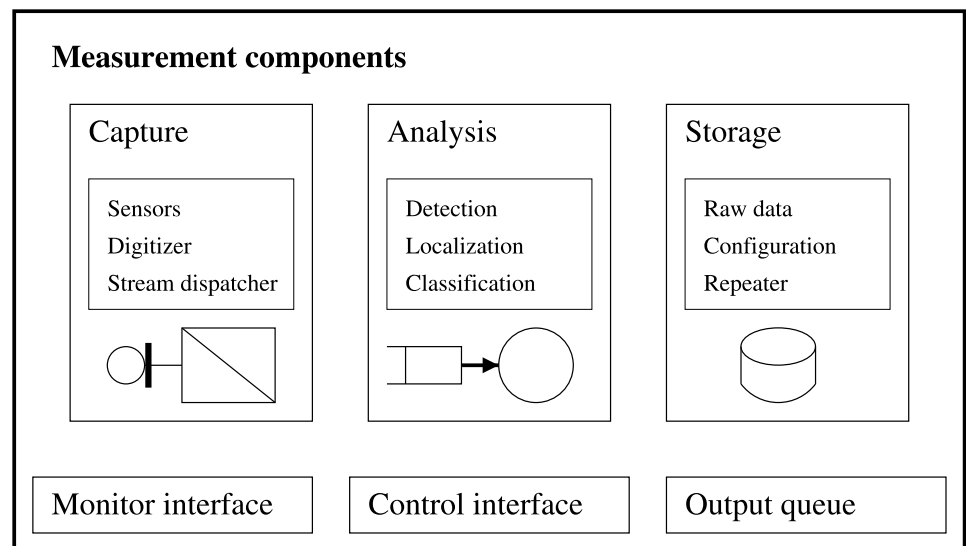 Measurement components
Capture
Sensors
Digitizer
Stream dispatcher
Analysis
Detection
Localization
Classification
Storage
Raw data
Configuration
Repeater
Monitor interface
Control interface
Output queue